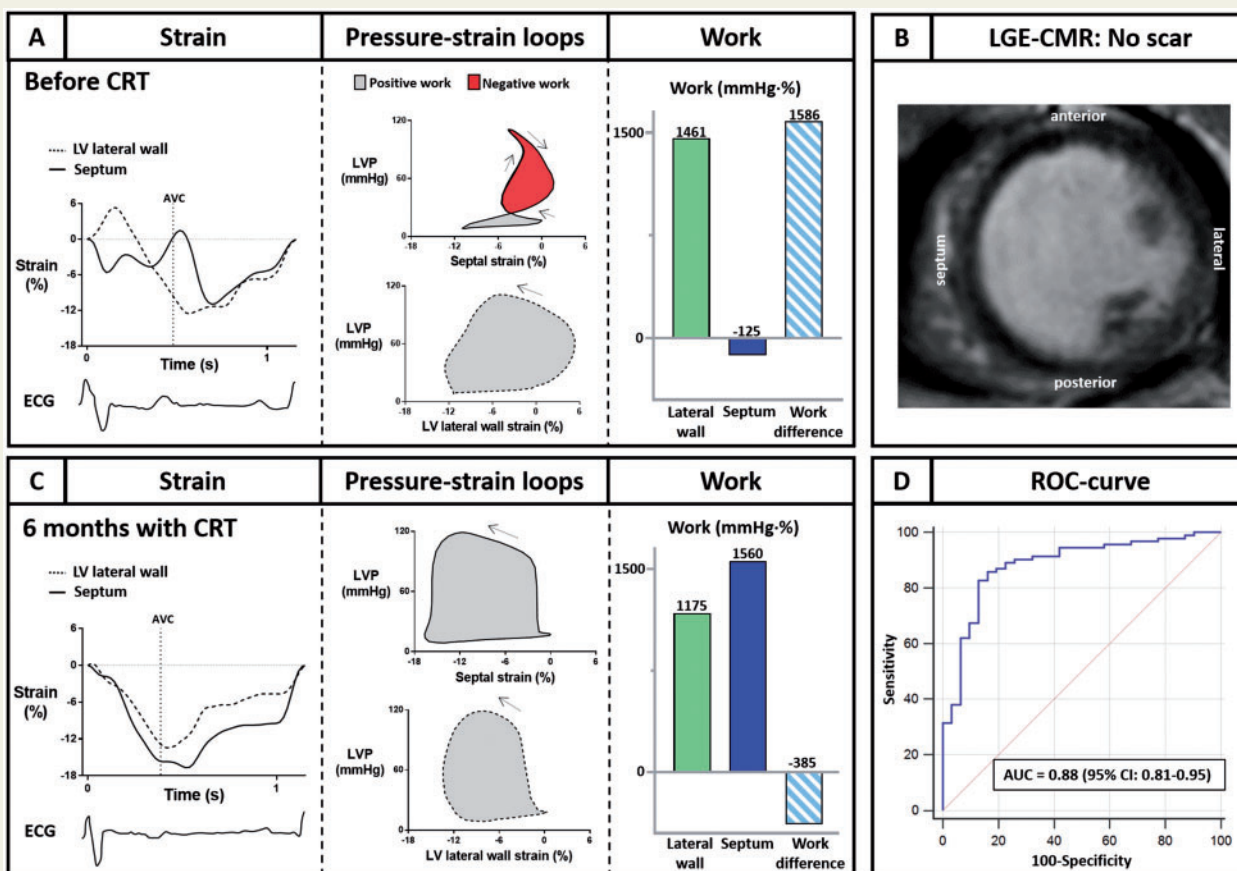 A
Strain
Pressure-strain loops
Work
Before CRT
LV lateral wall
Septum
AVC
6
0
-6
-12
-18
Strain
(%)
0
1
Time (s)
ECG
Positive work
Negative work
120
LVP
(mmHg)
60
0
-18
-12
-6
0
6
Septal strain (%)
120
LVP
(mmHg)
60
0
-18
-12
-6
0
6
LV lateral wall strain (%)
Work (mmHg·%)
1500
0
1461
-125
1586
Lateral
wall
Septum
Work
difference
B
LGE-CMR: No scar
anterior
septum
lateral
posterior
C
Strain
Pressure-strain loops
Work
6 months with CRT
LV lateral wall
Septum
AVC
6
0
-6
-12
-18
Strain
(%)
0
1
Time (s)
ECG
120
LVP
(mmHg)
60
0
-18
-12
-6
0
6
Septal strain (%)
120
LVP
(mmHg)
60
0
-18
-12
-6
0
6
LV lateral wall strain (%)
Work (mmHg·%)
1500
0
1175
1560
-385
Lateral
wall
Septum
Work
difference
D
ROC-curve
100
80
60
40
20
0
Sensitivity
AUC = 0.88 (95% CI: 0.81-0.95)
0
20
40
60
80
100
100-Specificity